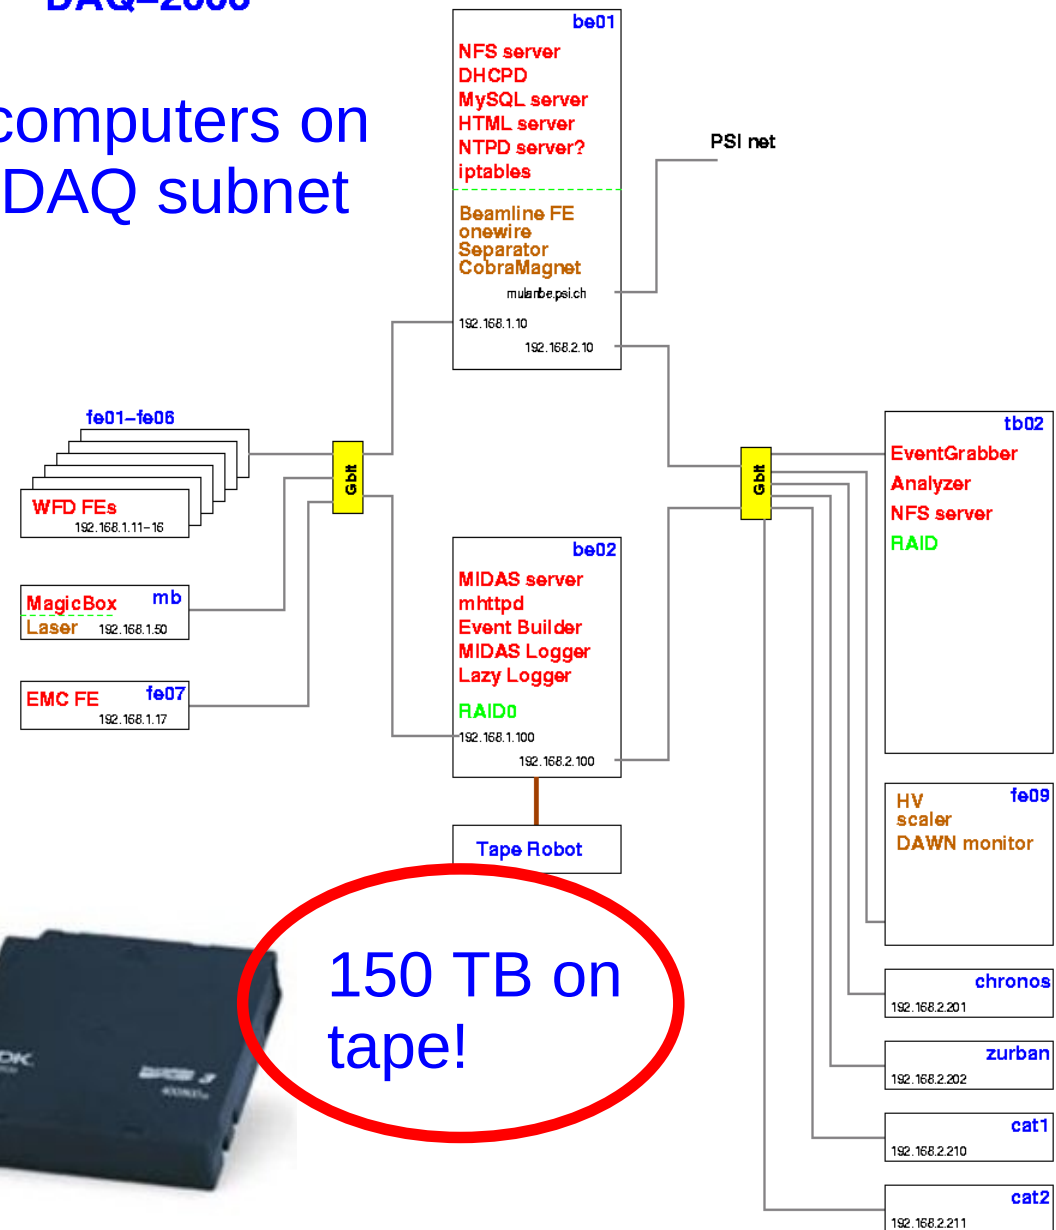 computers on
DAQ subnet
be01
NFS server
DHCPD
MySQL server
HTML server
NTPD server?
iptables
Beamline FE
onewire
Separator
CobraMagnet
192.168.1.10
192.168.2.10
PSI net
fe01-fe06
WFD FEs
192.168.1.11-16
Gbit
mb
MagicBox
Laser 192.168.1.50
fe07
EMC FE
192.168.1.17
be02
MIDAS server
mhttpd
Event Builder
MIDAS Logger
Lazy Logger
RAID0
192.168.1.100
192.168.2.100
Tape Robot
Gbit
tb02
EventGrabber
Analyzer
NFS server
RAID
fe09
HV
scaler
DAWN monitor
chronos
192.168.2.201
zurban
192.168.2.202
cat1
192.168.2.210
cat2
192.168.2.211
150 TB on
tape!